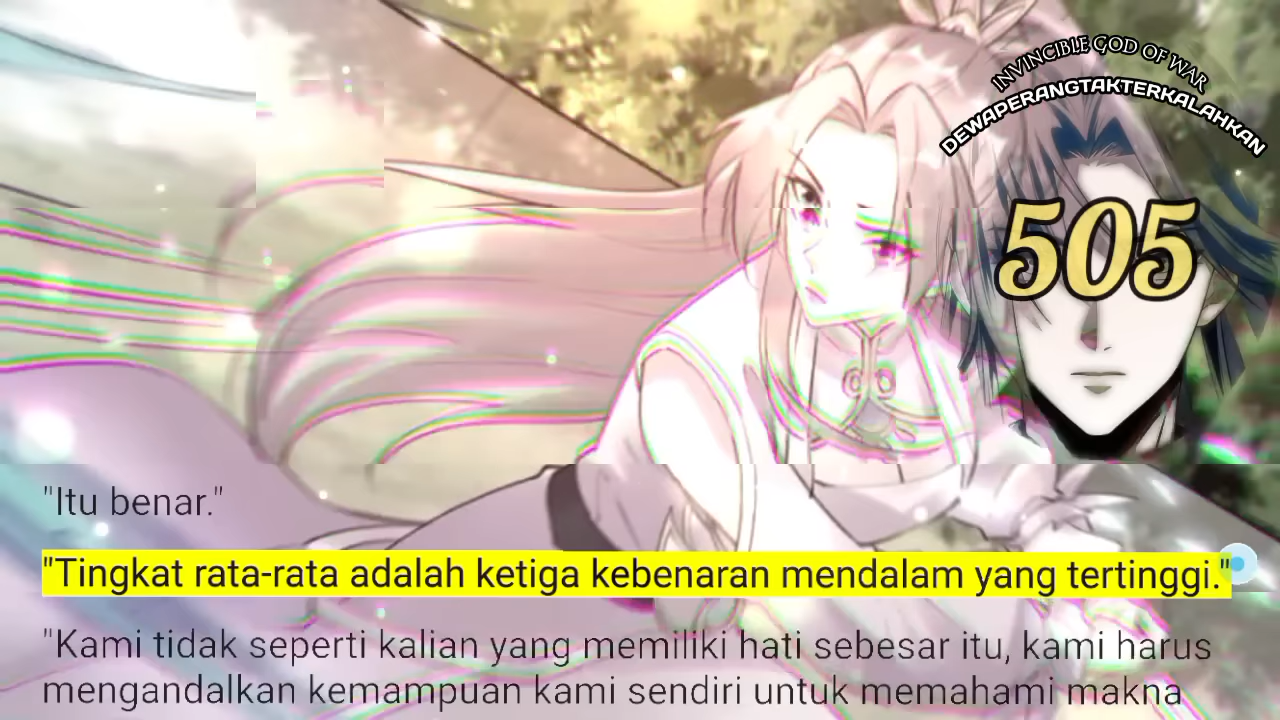 INVINCIBLE GOD OF WAR
DEWAPERANGTAKTERKALAHKAN
505
"Itu benar."
"Tingkat rata-rata adalah ketiga kebenaran mendalam yang tertinggi."
"Kami tidak seperti kalian yang memiliki hati sebesar itu, kami harus
mengandalkan kemampuan kami sendiri untuk memahami makna